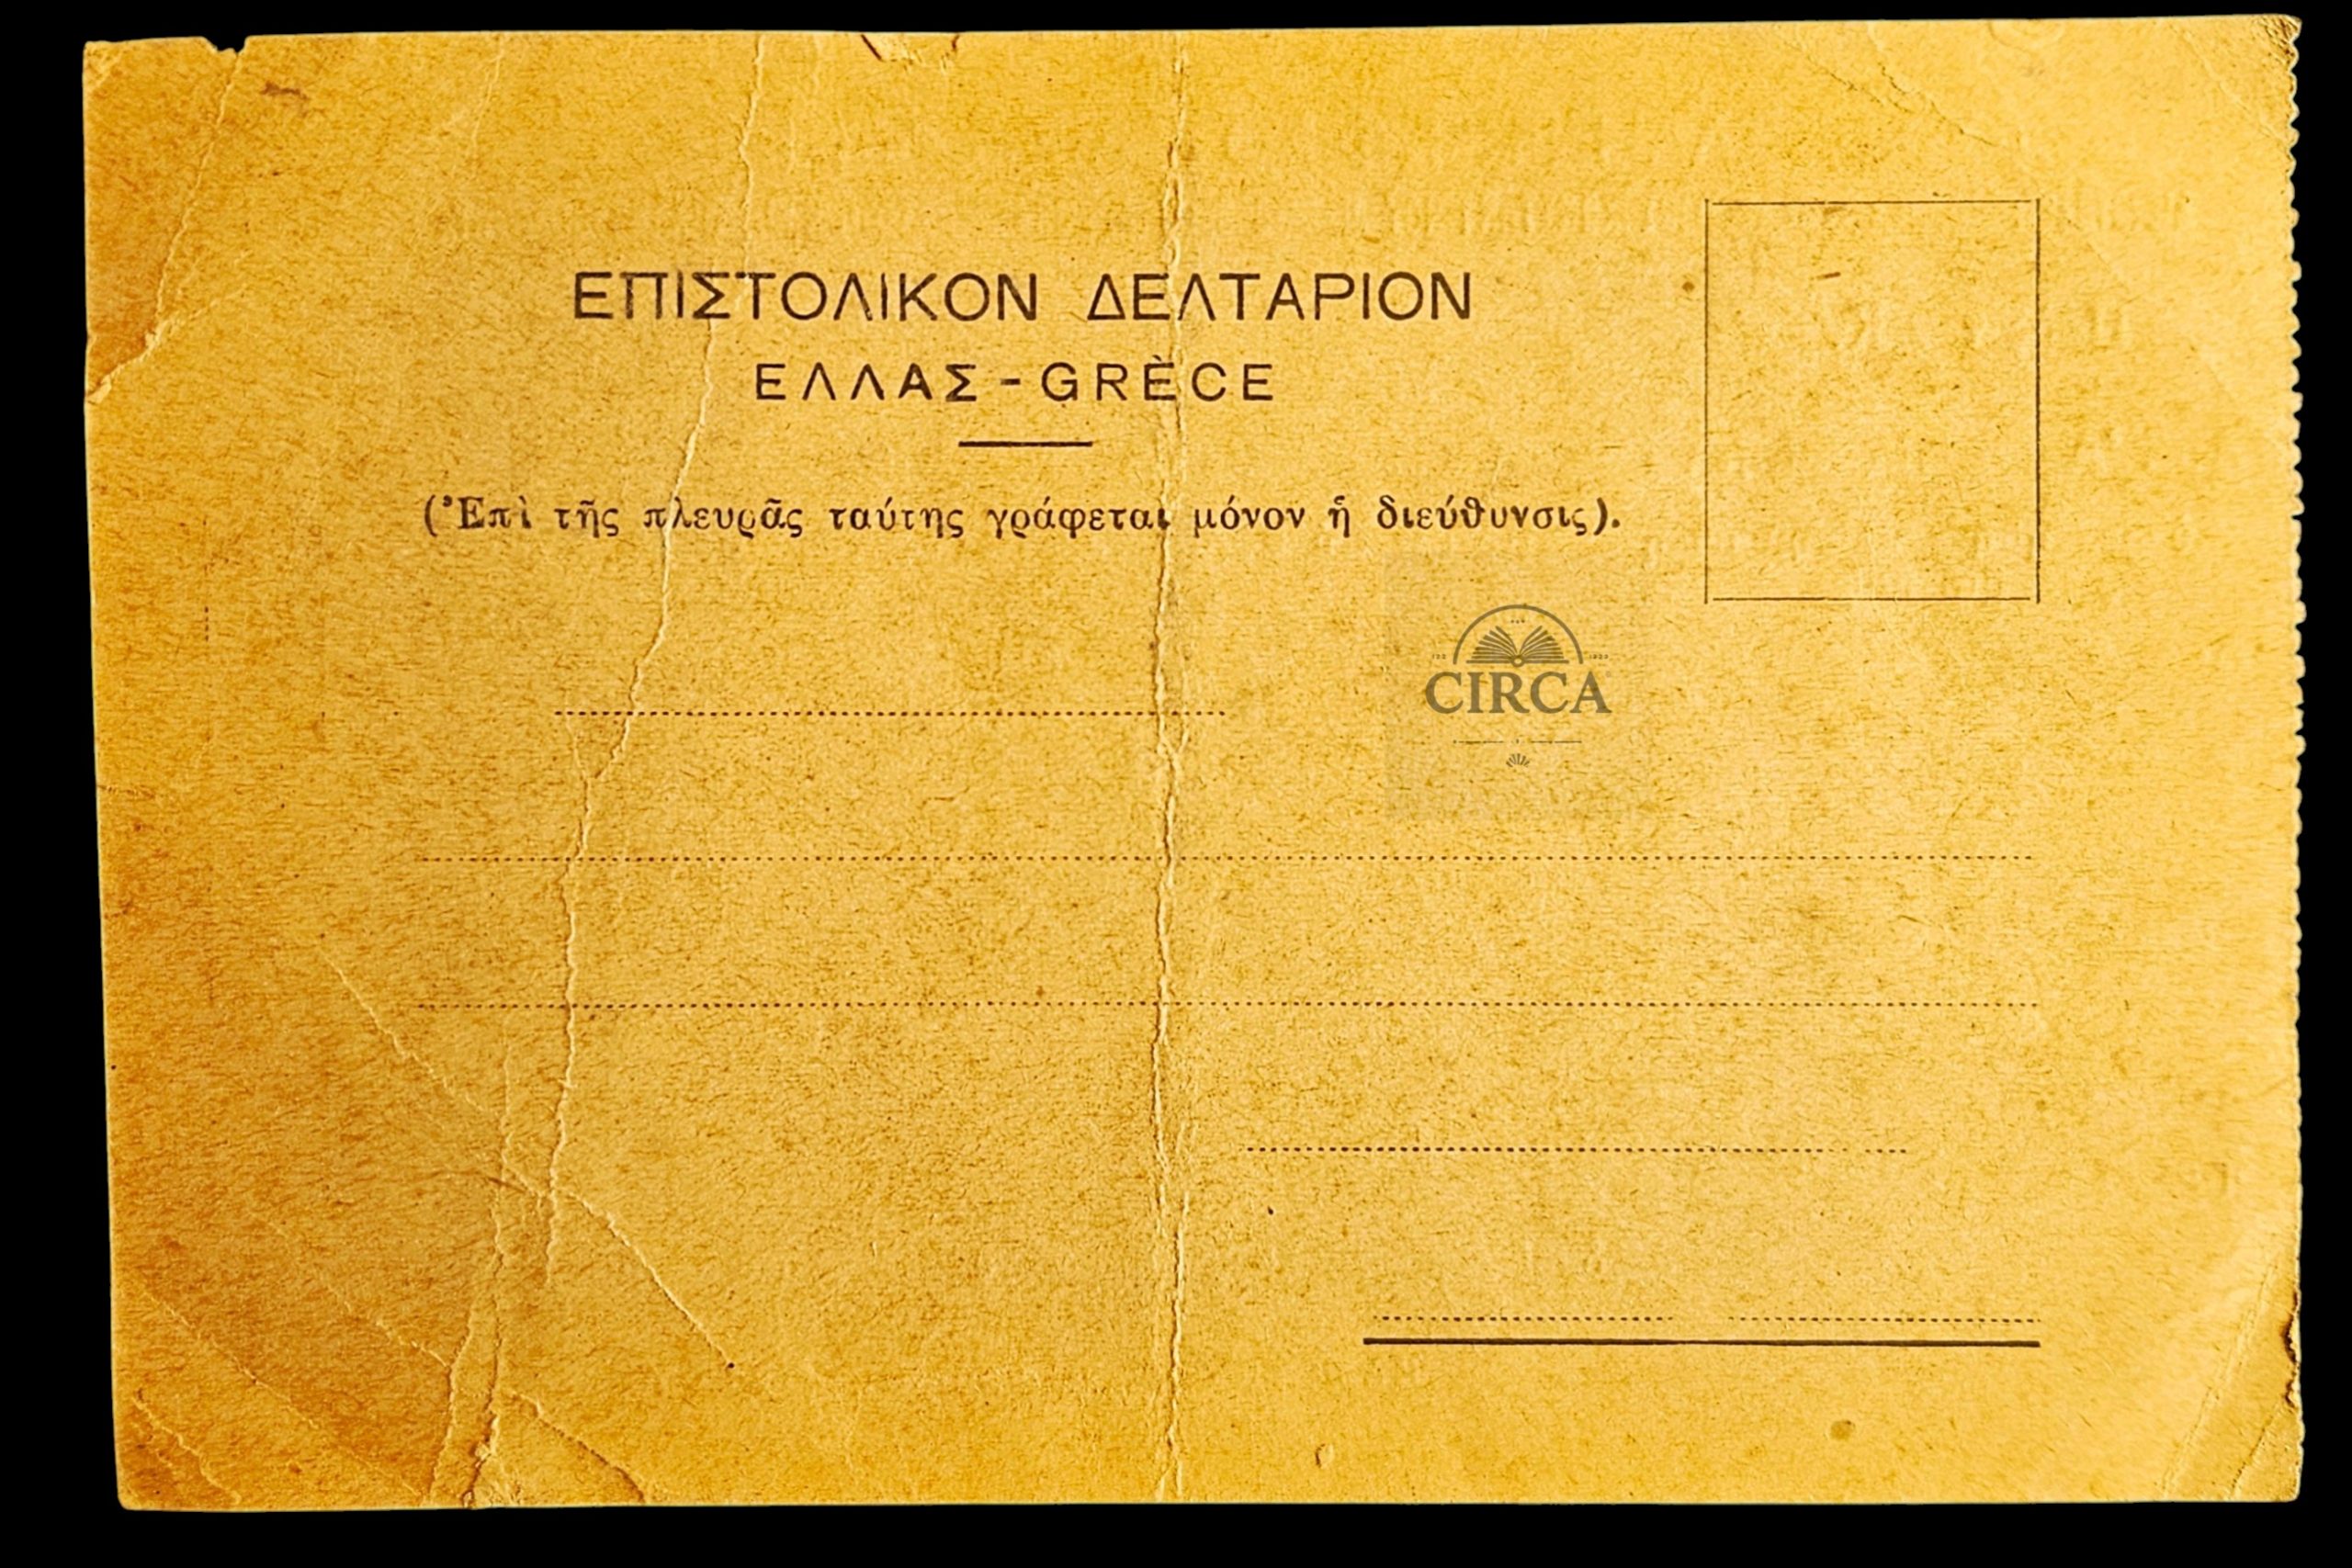 ΕΠΙΣΤΟΛΙΚΟΝ ΔΕΛΤΑΡΙΟΝ
ΕΛΛΑΣ - GRÈCE
(Ἐπὶ τῆς πλευρᾶς ταύτης γράφεται μόνον ἡ διεύθυνσις).
CIRCA